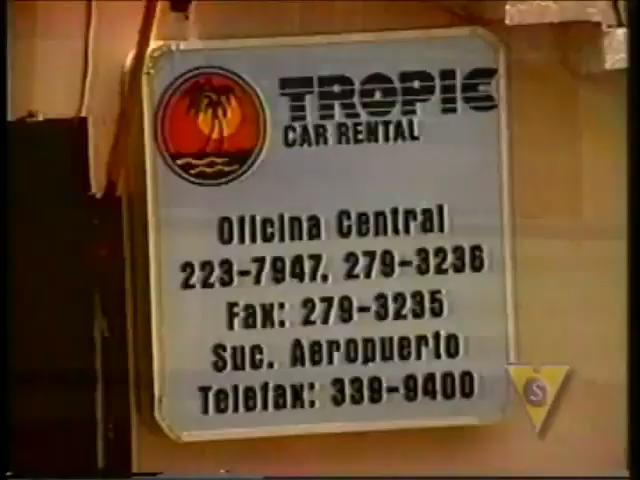 TROPIC
CAR RENTAL
Oficina Central
223-7947, 279-3236
Fax: 279-3235
Suc. Aeropuerto
Telefax: 339-9400
S